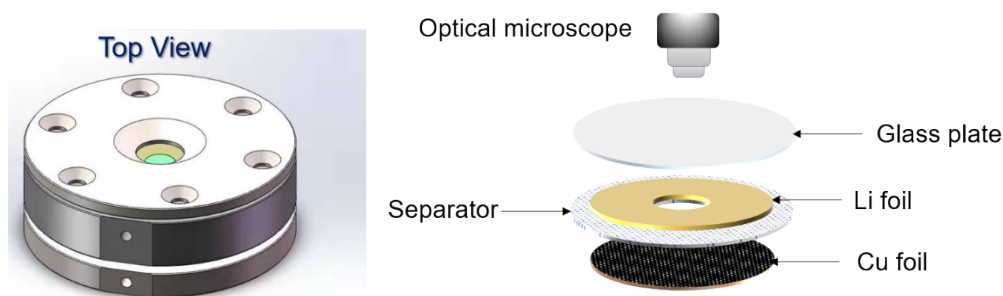 Top View
Optical microscope
Glass plate
Separator
Li foil
Cu foil